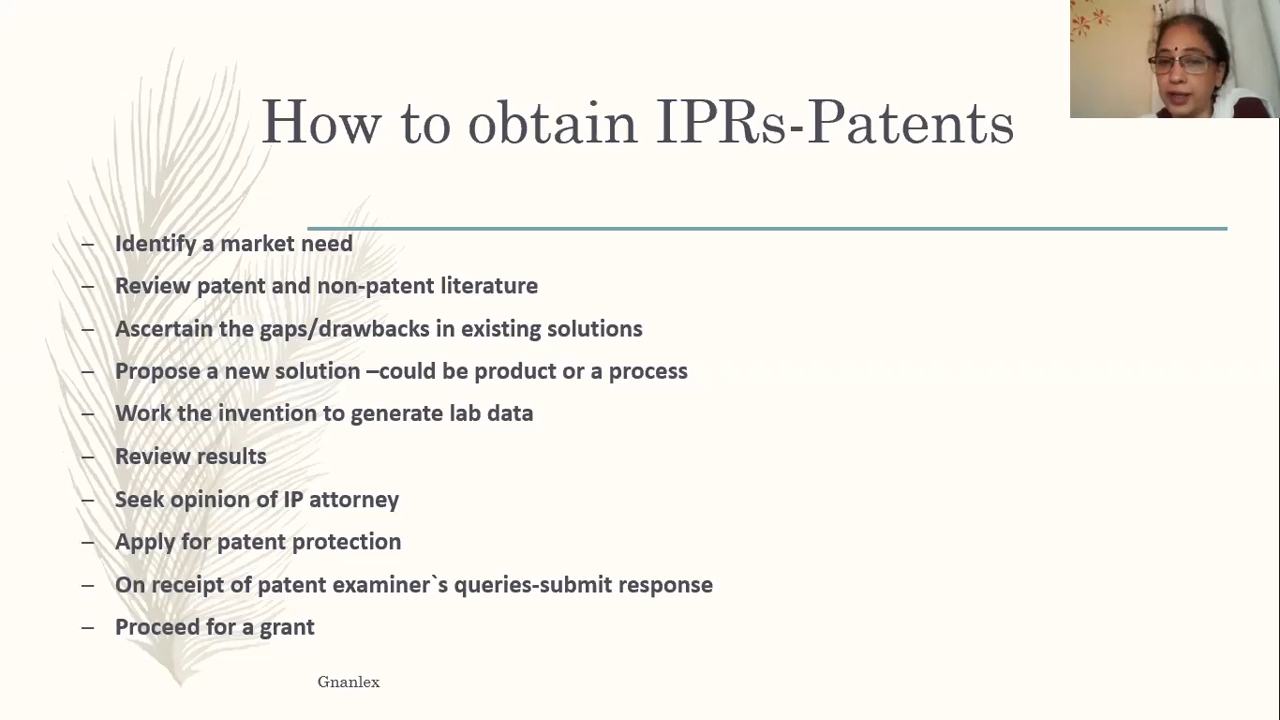 How to obtain IPRs-Patents
– Identify a market need
– Review patent and non-patent literature
– Ascertain the gaps/drawbacks in existing solutions
– Propose a new solution –could be product or a process
– Work the invention to generate lab data
– Review results
– Seek opinion of IP attorney
– Apply for patent protection
– On receipt of patent examiner`s queries-submit response
– Proceed for a grant
Gnanlex